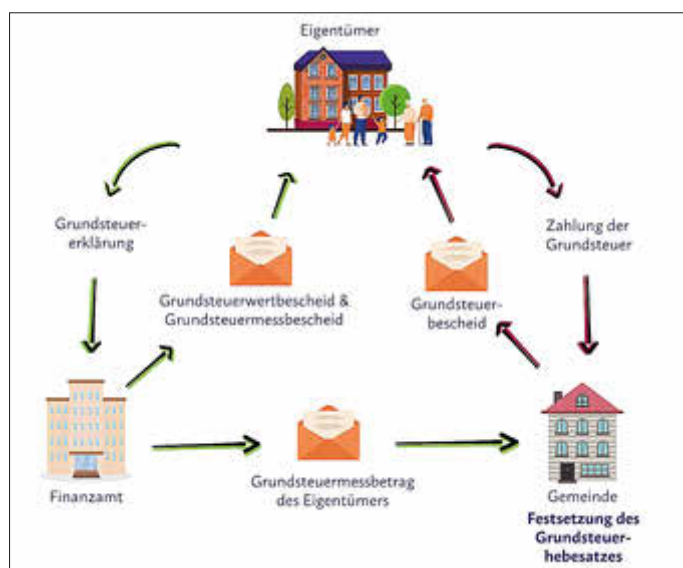 Eigentümer
Grundsteuer-
erklärung
Zahlung der
Grundsteuer
Grundsteuerwertbescheid &
Grundsteuermessbescheid
Grundsteuer-
bescheid
Finanzamt
Grundsteuermessbetrag
des Eigentümers
Gemeinde
Festsetzung des
Grundsteuer-
hebesatzes